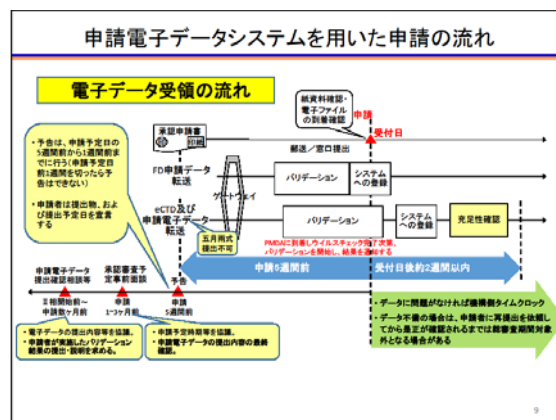 申請電子データシステムを用いた申請の流れ
電子データ受領の流れ
紙資料確認・
電子ファイルの
到着確認
申請
受付日
承認申請書
印紙
郵送／窓口提出
・予告は、申請予定日の
5週間前から1週間前ま
でに行う（申請予定日
前1週間を切ったら予
告はできない）
・申請者は提出物、およ
び提出予定日を宣言
する
FD申請データ
転送
ゲートウェイ
バリデーション
システム
への登録
eCTD及び
申請電子データ
転送
五月雨式
提出不可
バリデーション
システム
への登録
充足性確認
PMDAに到着しウイルスチェック完了次第、
バリデーションを開始し、結果を通知する
申請5週間前
受付日後約2週間以内
申請電子データ
提出確認相談等
承認審査予
定事前面談
予告
Ⅱ相開始前～
申請数ヶ月前
申請
1~3ヶ月前
申請
5週間前
・電子データの提出内容等を協議。
・申請者が実施したバリデーション
結果の提出・説明を求める。
・申請予定時期等を協議。
・申請電子データの提出内容の最終
確認。
・データに問題がなければ機構側タイムクロック
・データ不備の場合は、申請者に再提出を依頼し
てから是正が確認されるまでは総審査期間対象
外となる場合がある
9